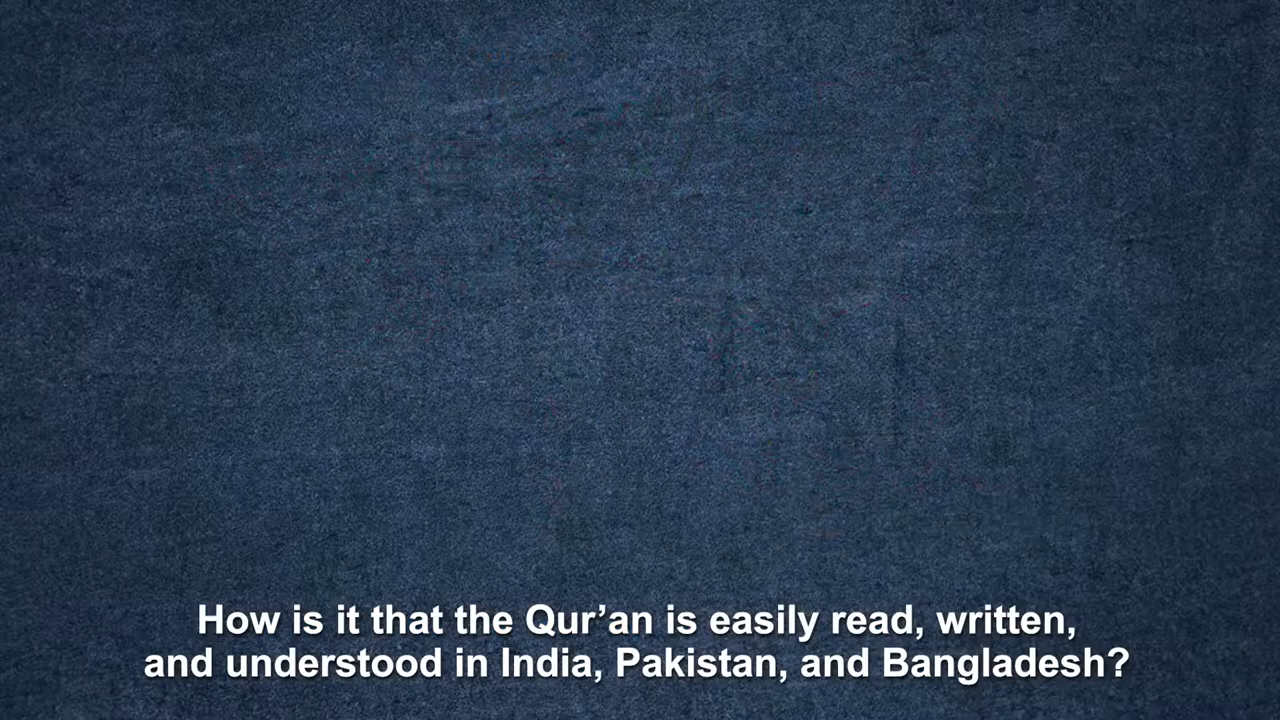 How is it that the Qur’an is easily read, written,
and understood in India, Pakistan, and Bangladesh?